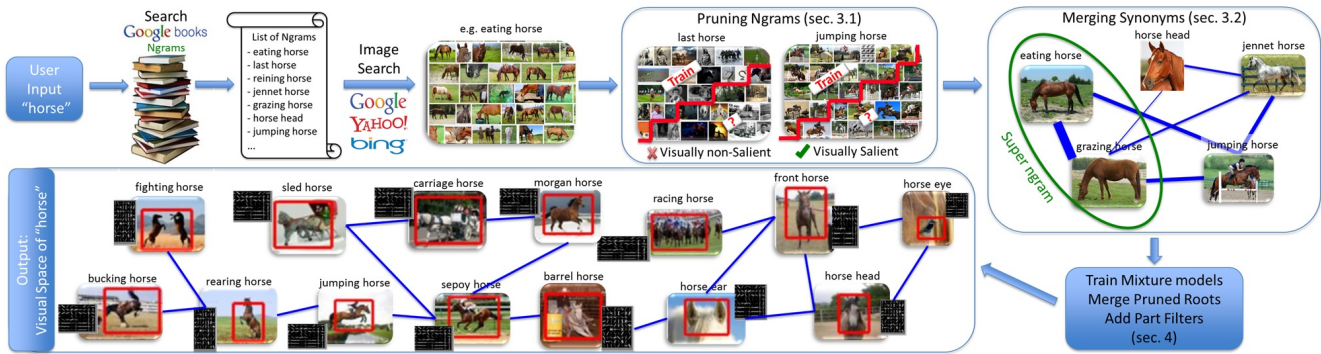 User
Input
"horse"
Search
Google books
Ngrams
List of Ngrams
- eating horse
- last horse
- reining horse
- jennet horse
- grazing horse
- horse head
- jumping horse
...
Image
Search
Google
YAHOO!
bing
e.g. eating horse
Pruning Ngrams (sec. 3.1)
last horse
jumping horse
Train
?
Train
?
Visually non-Salient
Visually Salient
Merging Synonyms (sec. 3.2)
horse head
eating horse
jennet horse
grazing horse
jumping horse
Super ngram
Train Mixture models
Merge Pruned Roots
Add Part Filters
(sec. 4)
Output:
Visual Space of "horse"
fighting horse
sled horse
carriage horse
morgan horse
racing horse
front horse
horse eye
bucking horse
rearing horse
jumping horse
sepoy horse
barrel horse
horse ear
horse head